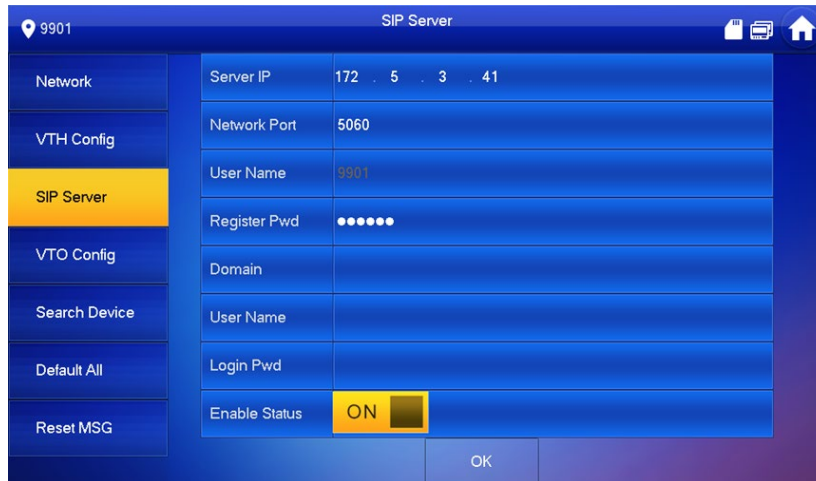 9901
SIP Server
Network
VTH Config
SIP Server
VTO Config
Search Device
Default All
Reset MSG
Server IP 172 . 5 . 3 . 41
Network Port 5060
User Name 9901
Register Pwd ●●●●●●
Domain
User Name
Login Pwd
Enable Status ON
OK